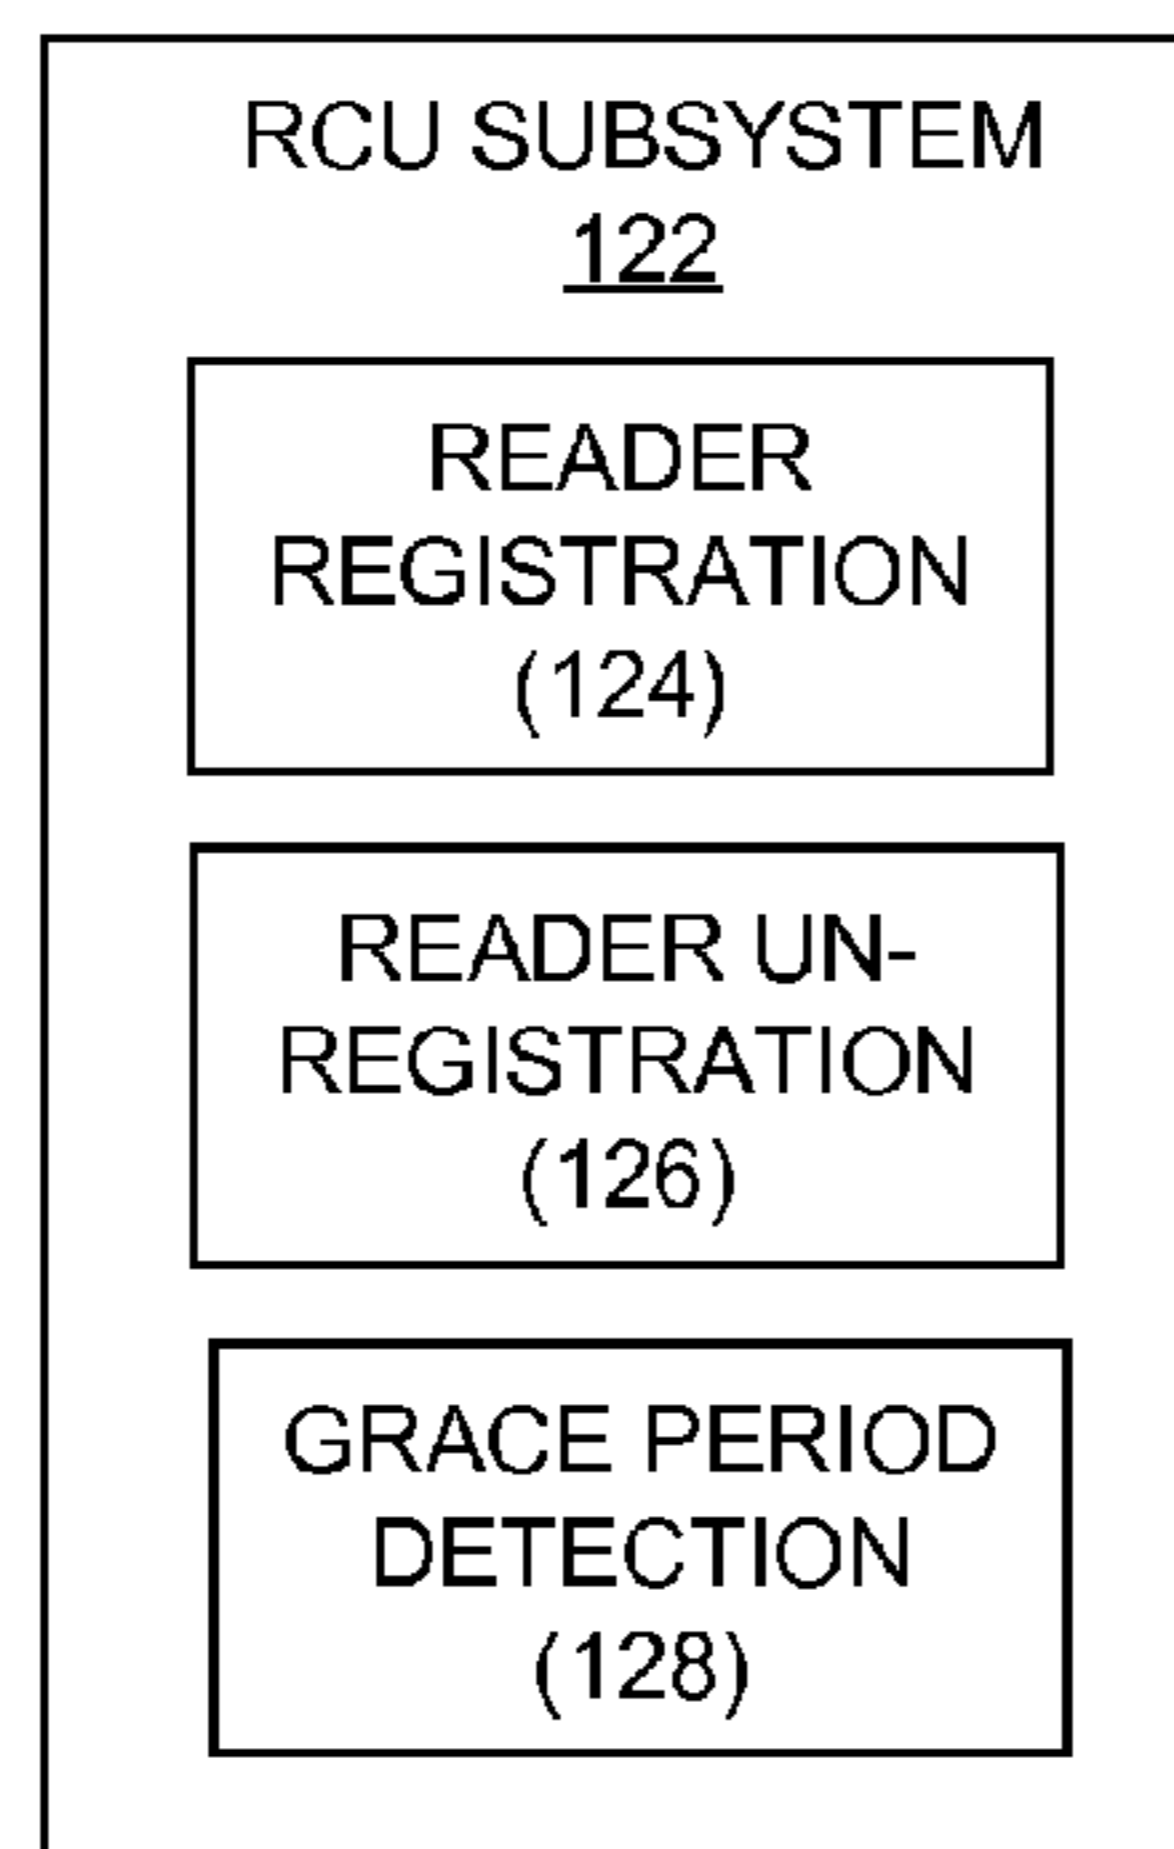 RCU SUBSYSTEM
122
READER
REGISTRATION
(124)
READER UN-
REGISTRATION
(126)
GRACE PERIOD
DETECTION
(128)